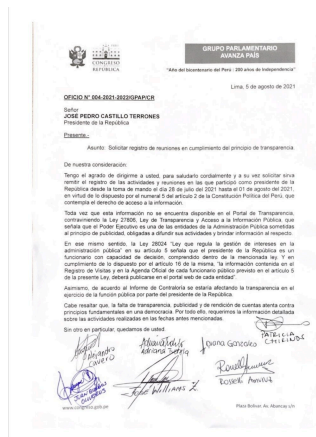 CONGRESO
REPÚBLICA
GRUPO PARLAMENTARIO
AVANZA PAÍS
"Año del bicentenario del Perú : 200 años de independencia"
Lima, 5 de agosto de 2021
OFICIO N° 004-2021-2022/GPAP/CR
Señor
JOSE PEDRO CASTILLO TERRONES
Presidente de la República
Presente.-
Asunto: Solicitar registro de reuniones en cumplimiento del principio de transparencia.
De nuestra consideración:
Tengo el agrado de dirigirme a usted, para saludarlo cordialmente y a su vez solicitar sirva
remitir el registro de las actividades y reuniones en las que participó como presidente de la
República desde la toma de mando el día 28 de julio del 2021 hasta el 01 de agosto del 2021,
en virtud de lo dispuesto por el numeral 5 del artículo 2 de la Constitución Política del Perú, que
contempla el derecho de acceso a la información.
Toda vez que esta información no se encuentra disponible en el Portal de Transparencia,
contraviniendo la Ley 27806, Ley de Transparencia y Acceso a la Información Pública, que
señala que el Poder Ejecutivo es una de las entidades de la Administración Pública sometidas
al principio de publicidad, obligadas a difundir sus actividades y brindar información al respecto.
En ese mismo sentido, la Ley 28024 "Ley que regula la gestión de intereses en la
administración pública" en su artículo 5 señala que el presidente de la República es un
funcionario con capacidad de decisión, comprendido dentro de la mencionada ley. Y en
cumplimiento de lo dispuesto por el artículo 16 de la misma, "la información contenida en el
Registro de Visitas y en la Agenda Oficial de cada funcionario público previsto en el artículo 5
de la presente Ley, deberá publicarse en el portal web de cada entidad".
Asimismo, de acuerdo al Informe de Contraloría se estaría afectando la transparencia en el
ejercicio de la función pública por parte del presidente de la República.
Cabe resaltar que, la falta de transparencia, publicidad y de rendición de cuentas atenta contra
principios fundamentales en una democracia. Por todo ello, requerimos la información detallada
sobre las actividades realizadas en las fechas antes mencionadas.
Sin otro en particular, quedamos de usted.
PATRICIA
CHIRINOS
Alejandro
Cavero
Adriana Tudela
Diana Gonzales
Rosselli Amuruz
José Williams Z.
www.congreso.gob.pe
Plaza Bolívar, Av. Abancay s/n